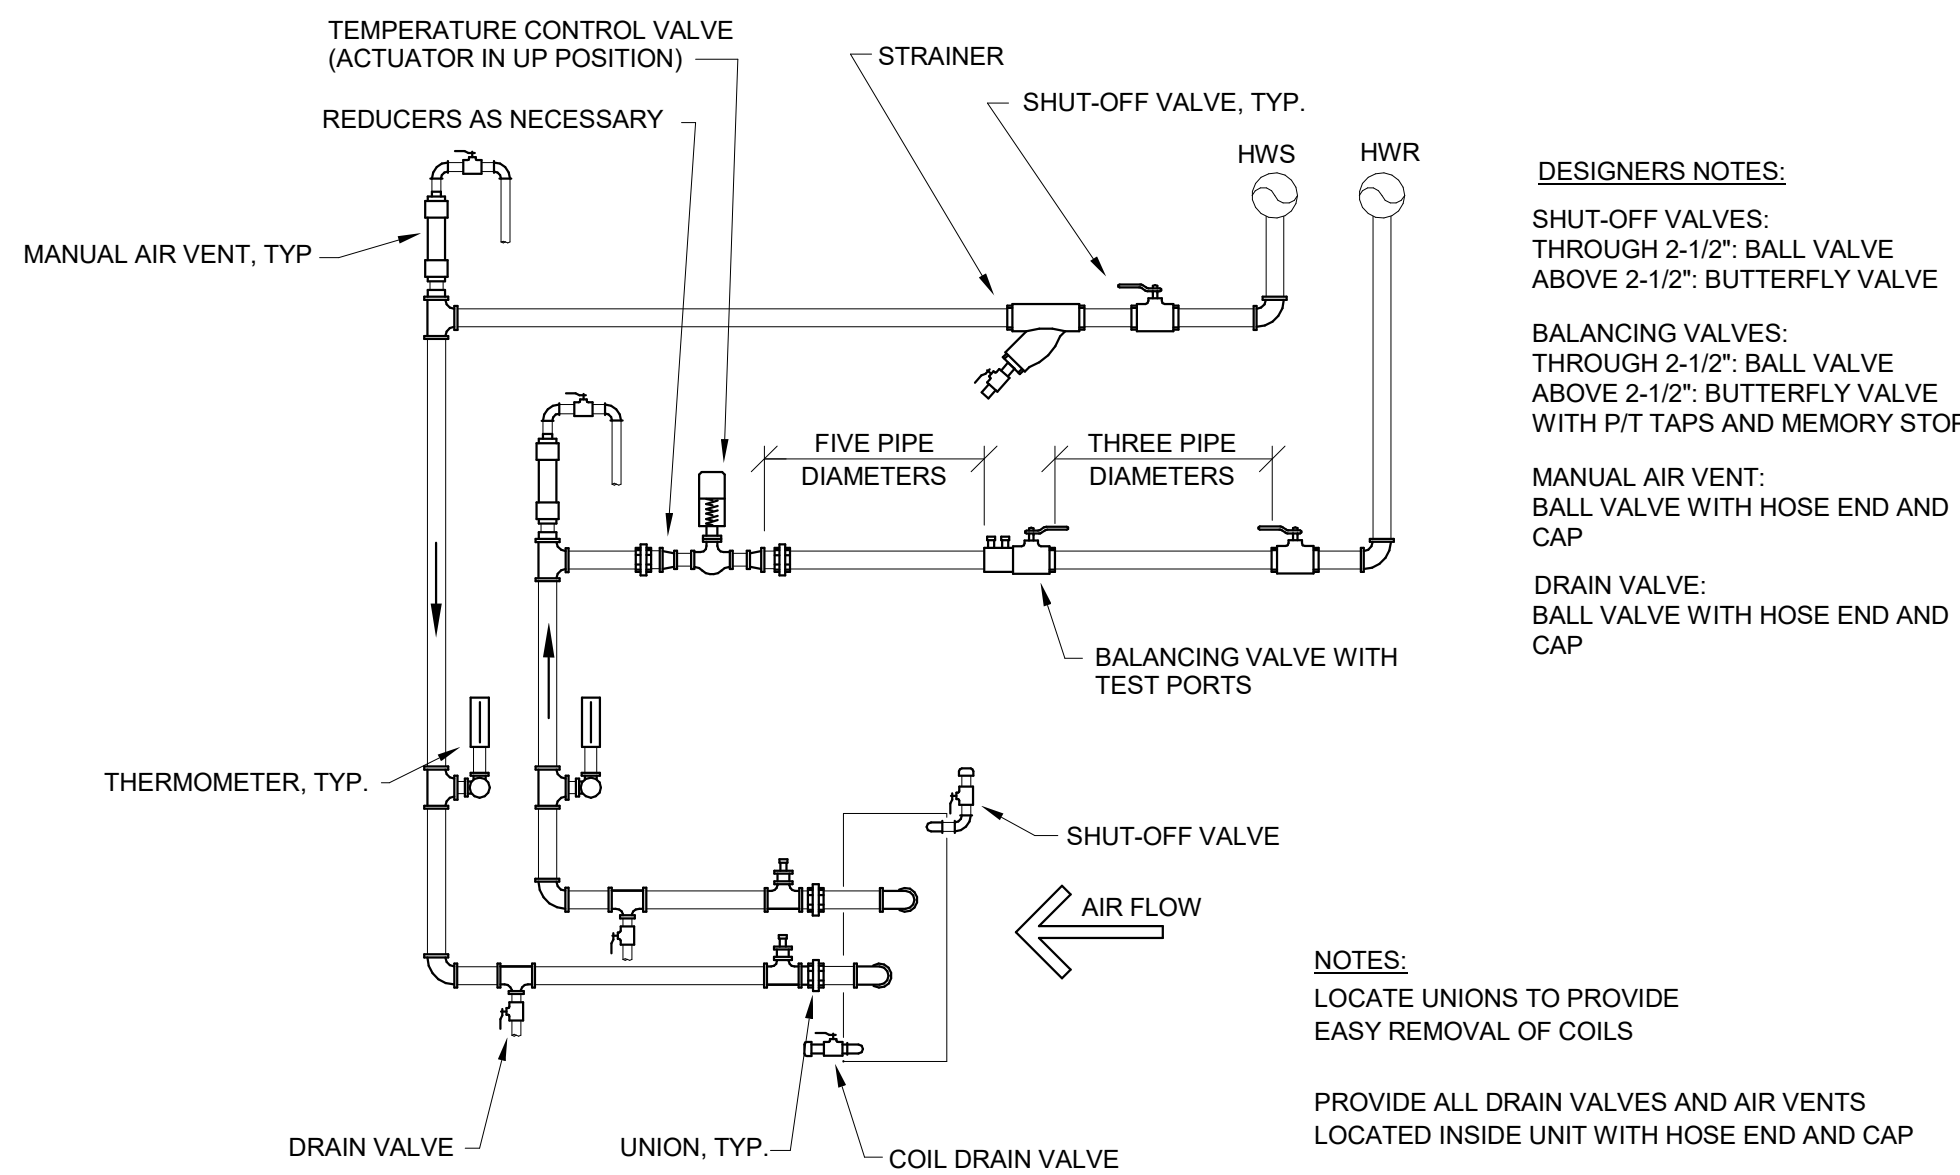 TEMPERATURE CONTROL VALVE
(ACTUATOR IN UP POSITION)
STRAINER
SHUT-OFF VALVE, TYP.
REDUCERS AS NECESSARY
HWS
HWR
MANUAL AIR VENT, TYP
FIVE PIPE
DIAMETERS
THREE PIPE
DIAMETERS
BALANCING VALVE WITH
TEST PORTS
THERMOMETER, TYP.
SHUT-OFF VALVE
AIR FLOW
DRAIN VALVE
UNION, TYP.
COIL DRAIN VALVE
DESIGNERS NOTES:
SHUT-OFF VALVES:
THROUGH 2-1/2": BALL VALVE
ABOVE 2-1/2": BUTTERFLY VALVE
BALANCING VALVES:
THROUGH 2-1/2": BALL VALVE
ABOVE 2-1/2": BUTTERFLY VALVE
WITH P/T TAPS AND MEMORY STOP
MANUAL AIR VENT:
BALL VALVE WITH HOSE END AND
CAP
DRAIN VALVE:
BALL VALVE WITH HOSE END AND
CAP
NOTES:
LOCATE UNIONS TO PROVIDE
EASY REMOVAL OF COILS
PROVIDE ALL DRAIN VALVES AND AIR VENTS
LOCATED INSIDE UNIT WITH HOSE END AND CAP